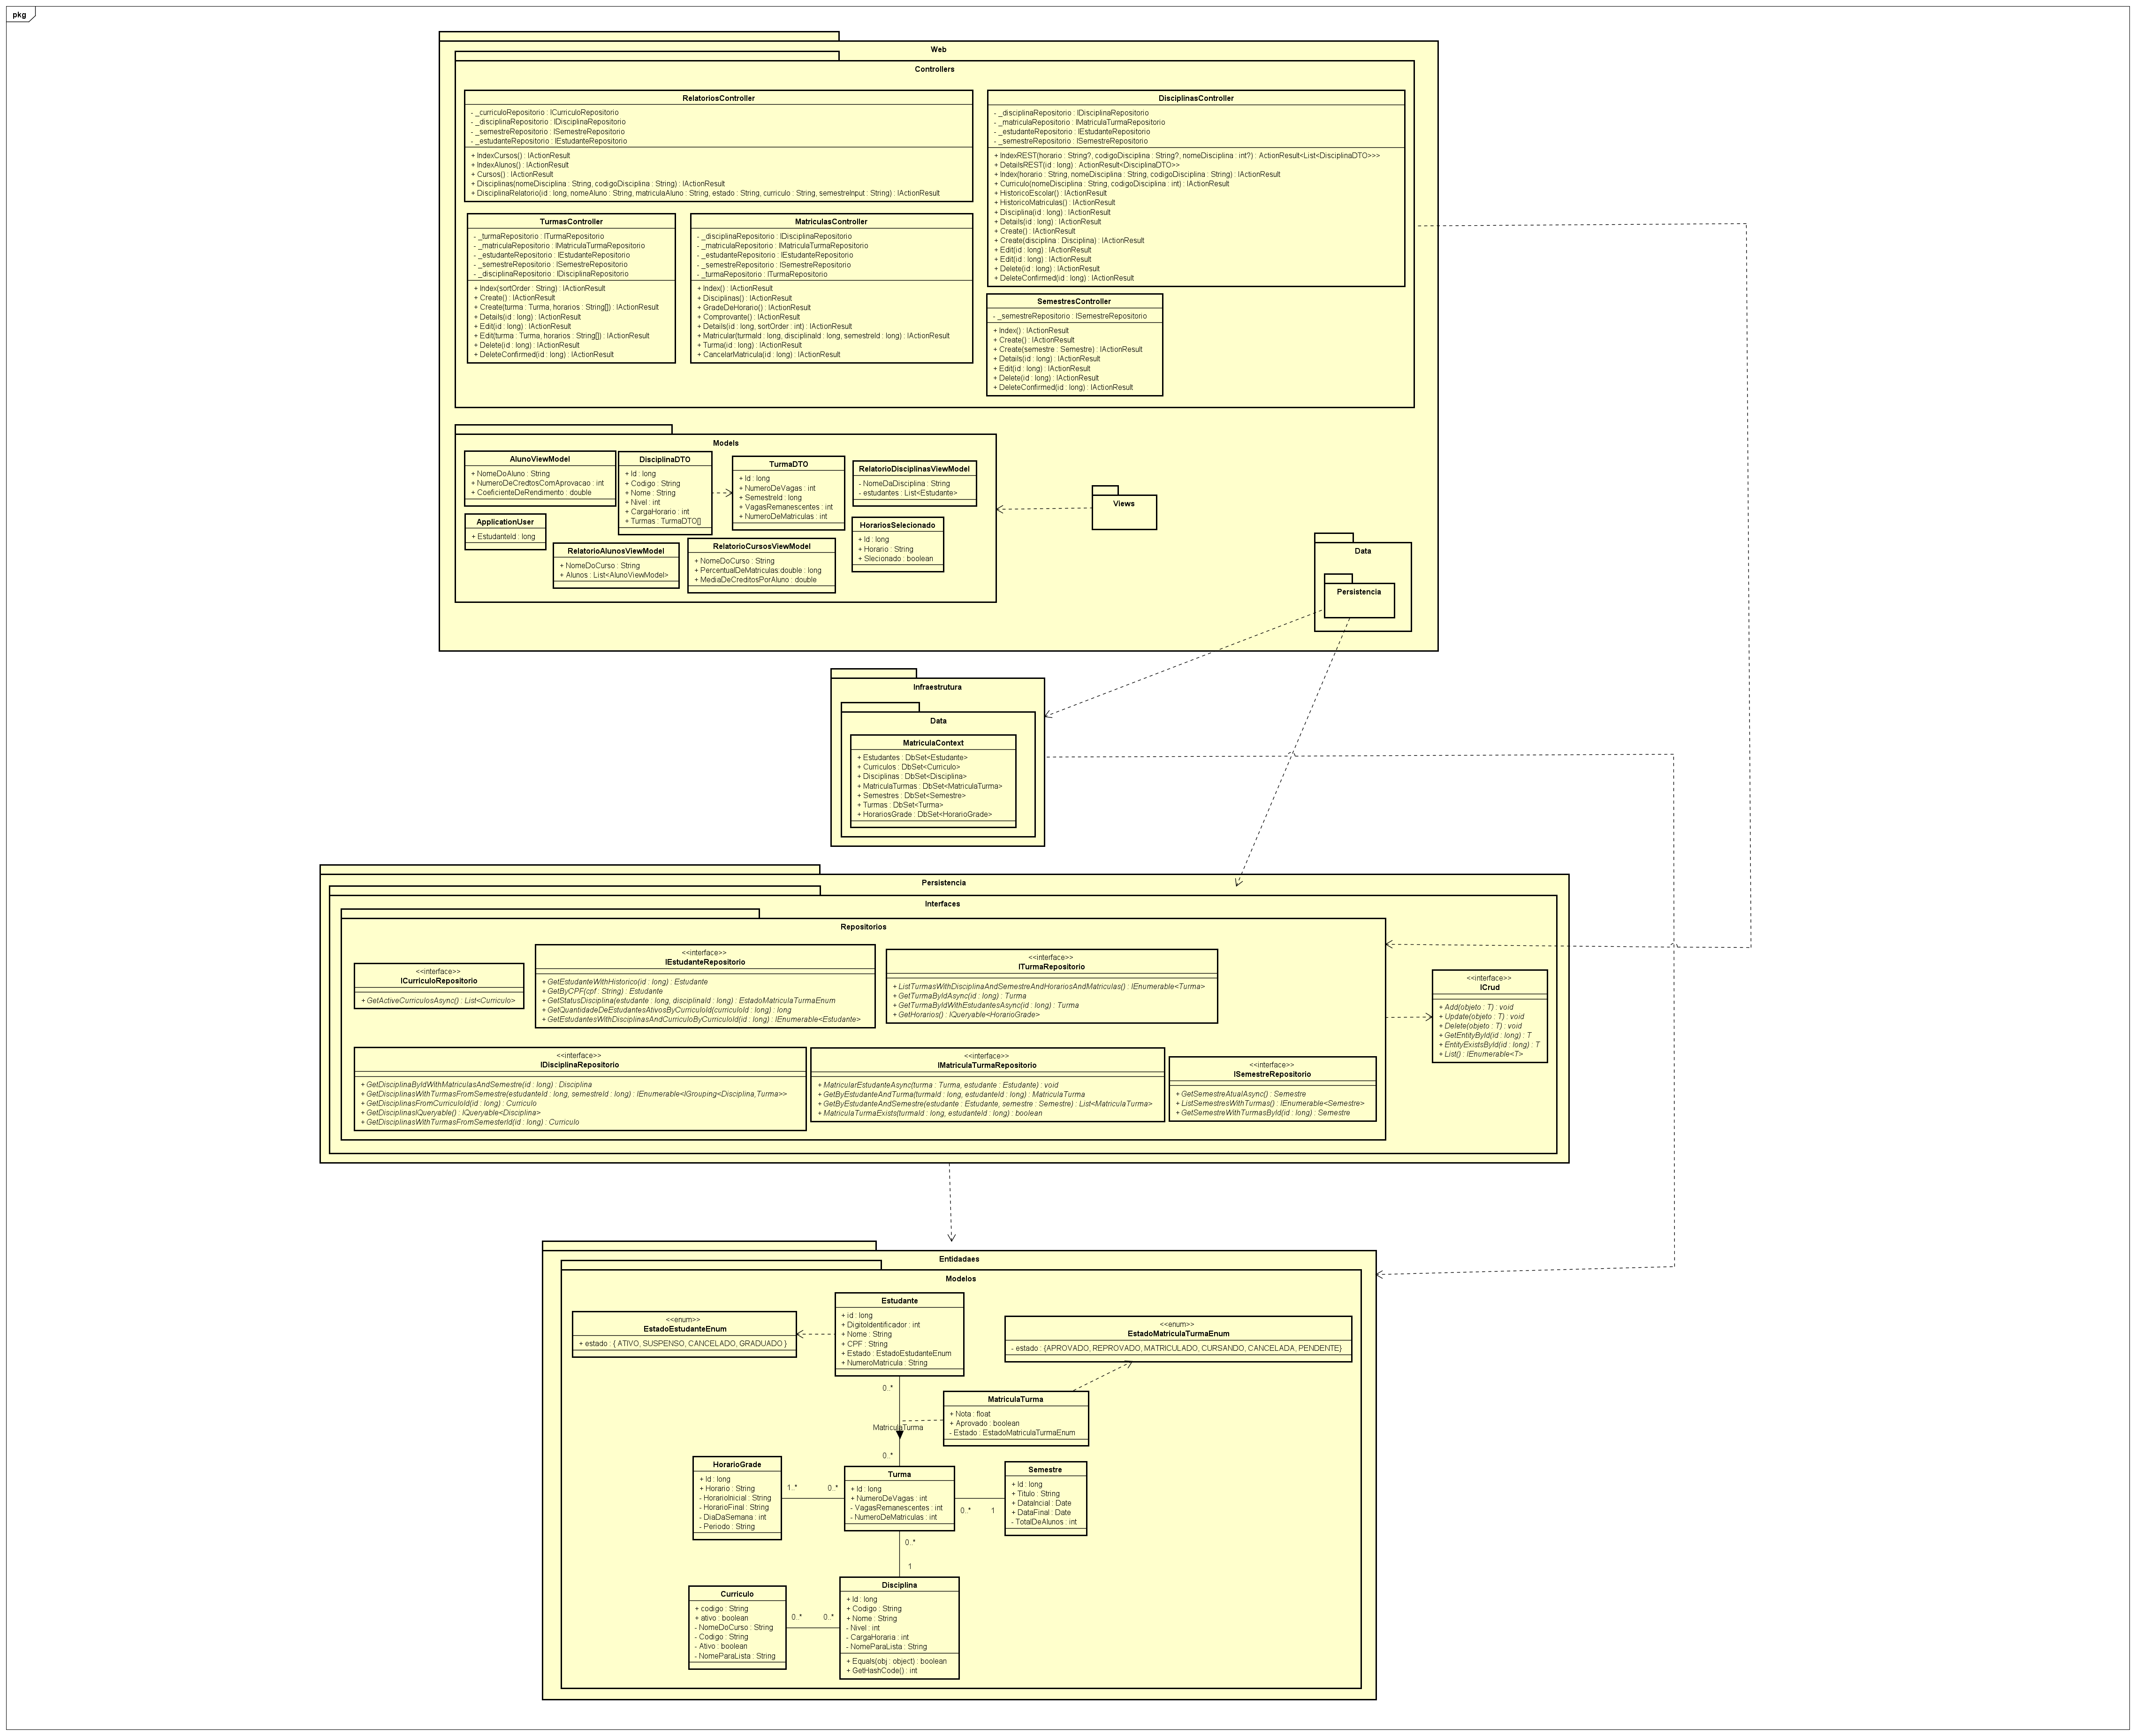 pkg
Web
Controllers
RelatoriosController
- _curriculoRepositorio : ICurriculoRepositorio
- _disciplinaRepositorio : IDisciplinaRepositorio
- _semestreRepositorio : ISemestreRepositorio
- _estudanteRepositorio : IEstudanteRepositorio
+ IndexCursos() : IActionResult
+ IndexAlunos() : IActionResult
+ Cursos() : IActionResult
+ Disciplinas(nomeDisciplina : String, codigoDisciplina : String) : IActionResult
+ DisciplinaRelatorio(id : long, nomeAluno : String, matriculaAluno : String, estado : String, curriculo : String, semestreInput : String) : IActionResult
DisciplinasController
- _disciplinaRepositorio : IDisciplinaRepositorio
- _matriculaRepositorio : IMatriculaTurmaRepositorio
- _estudanteRepositorio : IEstudanteRepositorio
- _semestreRepositorio : ISemestreRepositorio
+ IndexREST(horario : String?, codigoDisciplina : String?, nomeDisciplina : int?) : ActionResult<List<DisciplinaDTO>>>
+ DetailsREST(id : long) : ActionResult<DisciplinaDTO>>
+ Index(horario : String, nomeDisciplina : String, codigoDisciplina : String) : IActionResult
+ Curriculo(nomeDisciplina : String, codigoDisciplina : int) : IActionResult
+ HistoricoEscolar() : IActionResult
+ HistoricoMatriculas() : IActionResult
+ Disciplina(id : long) : IActionResult
+ Details(id : long) : IActionResult
+ Create() : IActionResult
+ Create(disciplina : Disciplina) : IActionResult
+ Edit(id : long) : IActionResult
+ Edit(id : long) : IActionResult
+ Delete(id : long) : IActionResult
+ DeleteConfirmed(id : long) : IActionResult
TurmasController
- _turmaRepositorio : ITurmaRepositorio
- _matriculaRepositorio : IMatriculaTurmaRepositorio
- _estudanteRepositorio : IEstudanteRepositorio
- _semestreRepositorio : ISemestreRepositorio
- _disciplinaRepositorio : IDisciplinaRepositorio
+ Index(sortOrder : String) : IActionResult
+ Create() : IActionResult
+ Create(turma : Turma, horarios : String[]) : IActionResult
+ Details(id : long) : IActionResult
+ Edit(id : long) : IActionResult
+ Edit(turma : Turma, horarios : String[]) : IActionResult
+ Delete(id : long) : IActionResult
+ DeleteConfirmed(id : long) : IActionResult
MatriculasController
- _disciplinaRepositorio : IDisciplinaRepositorio
- _matriculaRepositorio : IMatriculaTurmaRepositorio
- _estudanteRepositorio : IEstudanteRepositorio
- _semestreRepositorio : ISemestreRepositorio
- _turmaRepositorio : ITurmaRepositorio
+ Index() : IActionResult
+ Disciplinas() : IActionResult
+ GradeDeHorario() : IActionResult
+ Comprovante() : IActionResult
+ Details(id : long, sortOrder : int) : IActionResult
+ Matricular(turmaId : long, disciplinaId : long, semestreId : long) : IActionResult
+ Turma(id : long) : IActionResult
+ CancelarMatricula(id : long) : IActionResult
SemestresController
- _semestreRepositorio : ISemestreRepositorio
+ Index() : IActionResult
+ Create() : IActionResult
+ Create(semestre : Semestre) : IActionResult
+ Details(id : long) : IActionResult
+ Edit(id : long) : IActionResult
+ Delete(id : long) : IActionResult
+ DeleteConfirmed(id : long) : IActionResult
Models
AlunoViewModel
+ NomeDoAluno : String
+ NumeroDeCredtosComAprovacao : int
+ CoeficienteDeRendimento : double
DisciplinaDTO
+ Id : long
+ Codigo : String
+ Nome : String
+ Nivel : int
+ CargaHorario : int
+ Turmas : TurmaDTO[]
TurmaDTO
+ Id : long
+ NumeroDeVagas : int
+ SemestreId : long
+ VagasRemanescentes : int
+ NumeroDeMatriculas : int
RelatorioDisciplinasViewModel
- NomeDaDisciplina : String
- estudantes : List<Estudante>
ApplicationUser
+ EstudanteId : long
HorariosSelecionado
+ Id : long
+ Horario : String
+ Slecionado : boolean
RelatorioAlunosViewModel
+ NomeDoCurso : String
+ Alunos : List<AlunoViewModel>
RelatorioCursosViewModel
+ NomeDoCurso : String
+ PercentualDeMatriculas.double : long
+ MediaDeCreditosPorAluno : double
Views
Data
Persistencia
Infraestrutura
Data
MatriculaContext
+ Estudantes : DbSet<Estudante>
+ Curriculos : DbSet<Curriculo>
+ Disciplinas : DbSet<Disciplina>
+ MatriculaTurmas : DbSet<MatriculaTurma>
+ Semestres : DbSet<Semestre>
+ Turmas : DbSet<Turma>
+ HorariosGrade : DbSet<HorarioGrade>
Persistencia
Interfaces
Repositorios
<<interface>>
ICurriculoRepositorio
+ GetActiveCurriculosAsync() : List<Curriculo>
<<interface>>
IEstudanteRepositorio
+ GetEstudanteWithHistorico(id : long) : Estudante
+ GetByCPF(cpf : String) : Estudante
+ GetStatusDisciplina(estudante : long, disciplinaId : long) : EstadoMatriculaTurmaEnum
+ GetQuantidadeDeEstudantesAtivosByCurriculoId(curriculoId : long) : long
+ GetEstudantesWithDisciplinasAndCurriculoByCurriculoId(id : long) : IEnumerable<Estudante>
<<interface>>
ITurmaRepositorio
+ ListTurmasWithDisciplinaAndSemestreAndHorariosAndMatriculas() : IEnumerable<Turma>
+ GetTurmaByIdAsync(id : long) : Turma
+ GetTurmaByIdWithEstudantesAsync(id : long) : Turma
+ GetHorarios() : IQueryable<HorarioGrade>
<<interface>>
ICrud
+ Add(objeto : T) : void
+ Update(objeto : T) : void
+ Delete(objeto : T) : void
+ GetEntityById(id : long) : T
+ EntityExistsById(id : long) : T
+ List() : IEnumerable<T>
<<interface>>
IDisciplinaRepositorio
+ GetDisciplinaByIdWithMatriculasAndSemestre(id : long) : Disciplina
+ GetDisciplinasWithTurmasFromSemestre(estudanteId : long, semestreId : long) : IEnumerable<IGrouping<Disciplina,Turma>>
+ GetDisciplinasFromCurriculoId(id : long) : Curriculo
+ GetDisciplinasIQueryable() : IQueryable<Disciplina>
+ GetDisciplinasWithTurmasFromSemesterId(id : long) : Curriculo
<<interface>>
IMatriculaTurmaRepositorio
+ MatricularEstudanteAsync(turma : Turma, estudante : Estudante) : void
+ GetByEstudanteAndTurma(turmaId : long, estudanteId : long) : MatriculaTurma
+ GetByEstudanteAndSemestre(estudante : Estudante, semestre : Semestre) : List<MatriculaTurma>
+ MatriculaTurmaExists(turmaId : long, estudanteId : long) : boolean
<<interface>>
ISemestreRepositorio
+ GetSemestreAtualAsync() : Semestre
+ ListSemestresWithTurmas() : IEnumerable<Semestre>
+ GetSemestreWithTurmasById(id : long) : Semestre
Entidadaes
Modelos
<<enum>>
EstadoEstudanteEnum
+ estado : { ATIVO, SUSPENSO, CANCELADO, GRADUADO }
Estudante
+ id : long
+ DigitoIdentificador : int
+ Nome : String
+ CPF : String
+ Estado : EstadoEstudanteEnum
+ NumeroMatricula : String
<<enum>>
EstadoMatriculaTurmaEnum
- estado : {APROVADO, REPROVADO, MATRICULADO, CURSANDO, CANCELADA, PENDENTE}
0..*
MatriculaTurma
0..*
MatriculaTurma
+ Nota : float
+ Aprovado : boolean
- Estado : EstadoMatriculaTurmaEnum
HorarioGrade
+ Id : long
+ Horario : String
- HorarioInicial : String
- HorarioFinal : String
- DiaDaSemana : int
- Periodo : String
1..*
0..*
Turma
+ Id : long
+ NumeroDeVagas : int
- VagasRemanescentes : int
- NumeroDeMatriculas : int
0..*
1
Semestre
+ Id : long
+ Titulo : String
+ DataIncial : Date
+ DataFinal : Date
- TotalDeAlunos : int
0..*
1
Curriculo
+ codigo : String
+ ativo : boolean
- NomeDoCurso : String
- Codigo : String
- Ativo : boolean
- NomeParaLista : String
0..*
0..*
Disciplina
+ Id : long
+ Codigo : String
+ Nome : String
- Nivel : int
- CargaHoraria : int
- NomeParaLista : String
+ Equals(obj : object) : boolean
+ GetHashCode() : int